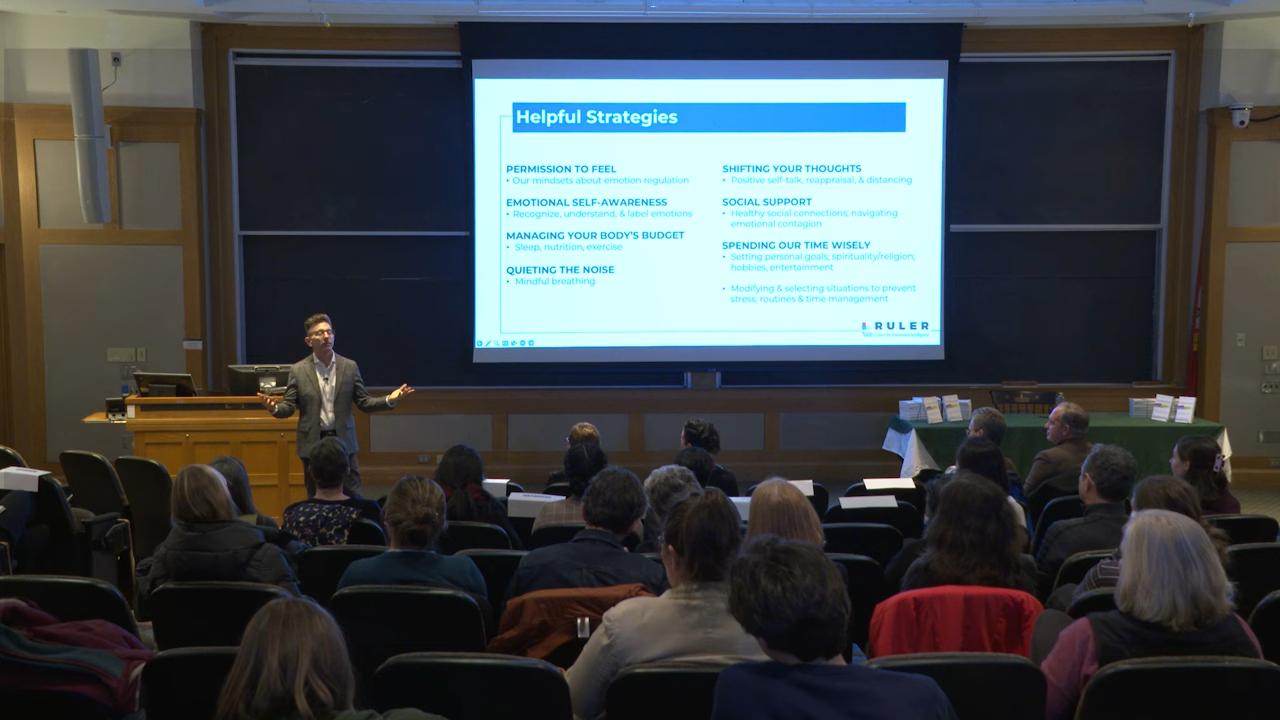 Helpful Strategies
PERMISSION TO FEEL
• Our mindsets about emotion regulation
EMOTIONAL SELF-AWARENESS
• Recognize, understand, & label emotions
MANAGING YOUR BODY'S BUDGET
• Sleep, nutrition, exercise
QUIETING THE NOISE
• Mindful breathing
SHIFTING YOUR THOUGHTS
• Positive self-talk, reappraisal, & distancing
SOCIAL SUPPORT
• Healthy social connections; navigating
emotional contagion
SPENDING OUR TIME WISELY
• Setting personal goals; spirituality/religion;
hobbies, entertainment
• Modifying & selecting situations to prevent
stress; routines & time management
RULER